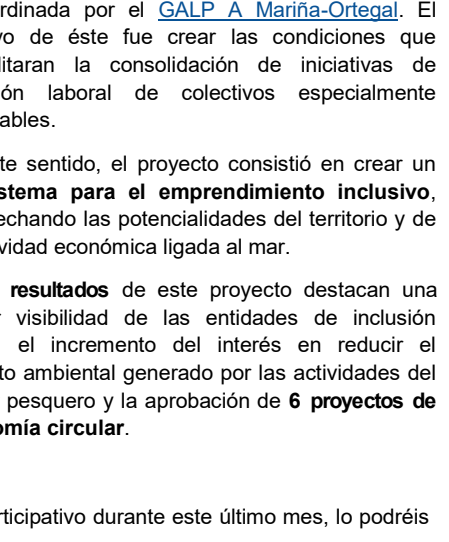 rdinada por el GALP A Mariña-Ortegal. El
vo de éste fue crear las condiciones que
litaran la consolidación de iniciativas de
ón laboral de colectivos especialmente
ables.
te sentido, el proyecto consistió en crear un
stema para el emprendimiento inclusivo,
echando las potencialidades del territorio y de
vidad económica ligada al mar.
resultados de este proyecto destacan una
visibilidad de las entidades de inclusión
el incremento del interés en reducir el
to ambiental generado por las actividades del
pesquero y la aprobación de 6 proyectos de
omía circular.
rticipativo durante este último mes, lo podréis